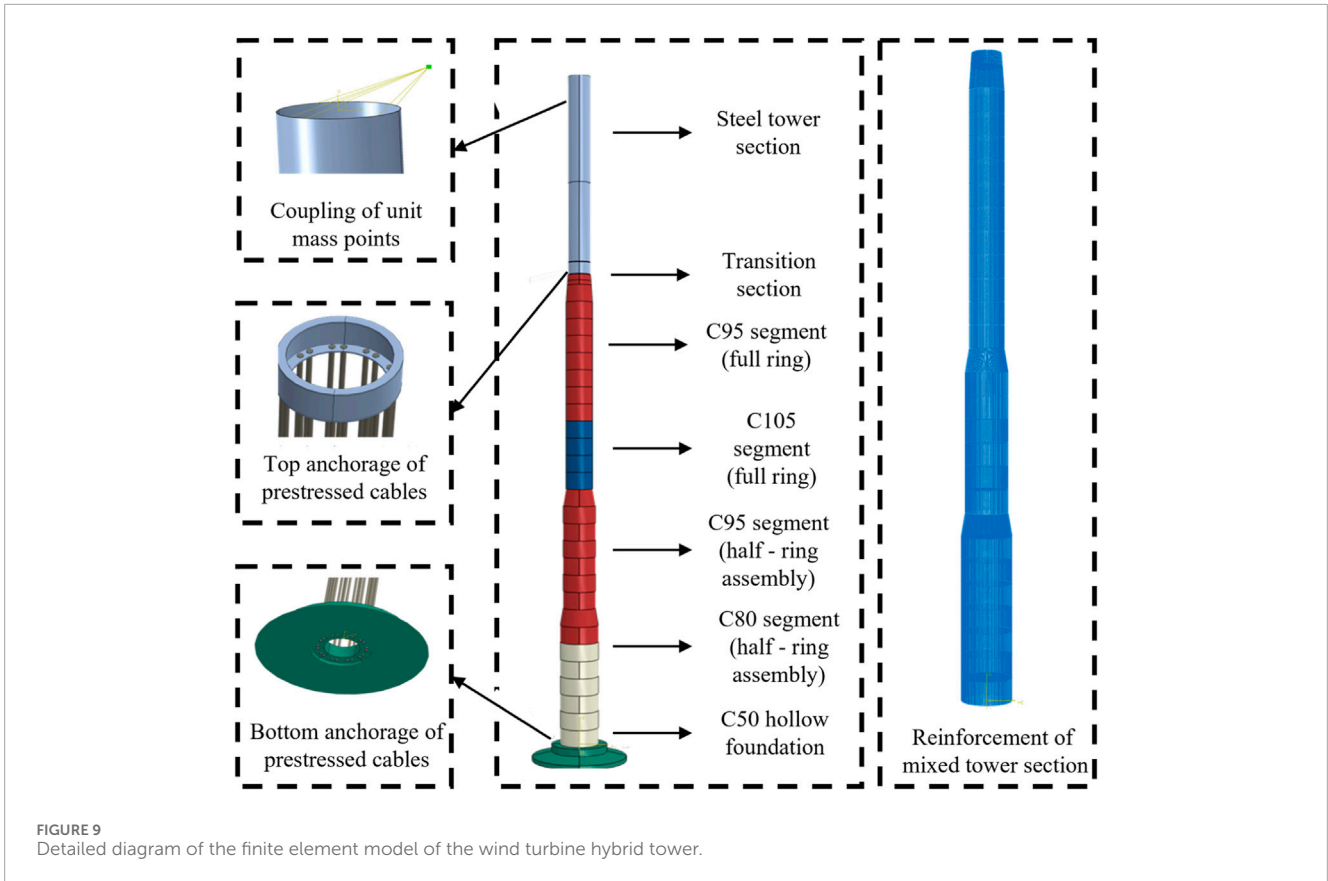 Coupling of unit
mass points
Top anchorage of
prestressed cables
Bottom anchorage of
prestressed cables
Steel tower
section
Transition
section
C95 segment
(full ring)
C105
segment
(full ring)
C95 segment
(half - ring
assembly)
C80 segment
(half - ring
assembly)
C50 hollow
foundation
Reinforcement of
mixed tower section
FIGURE 9
Detailed diagram of the finite element model of the wind turbine hybrid tower.